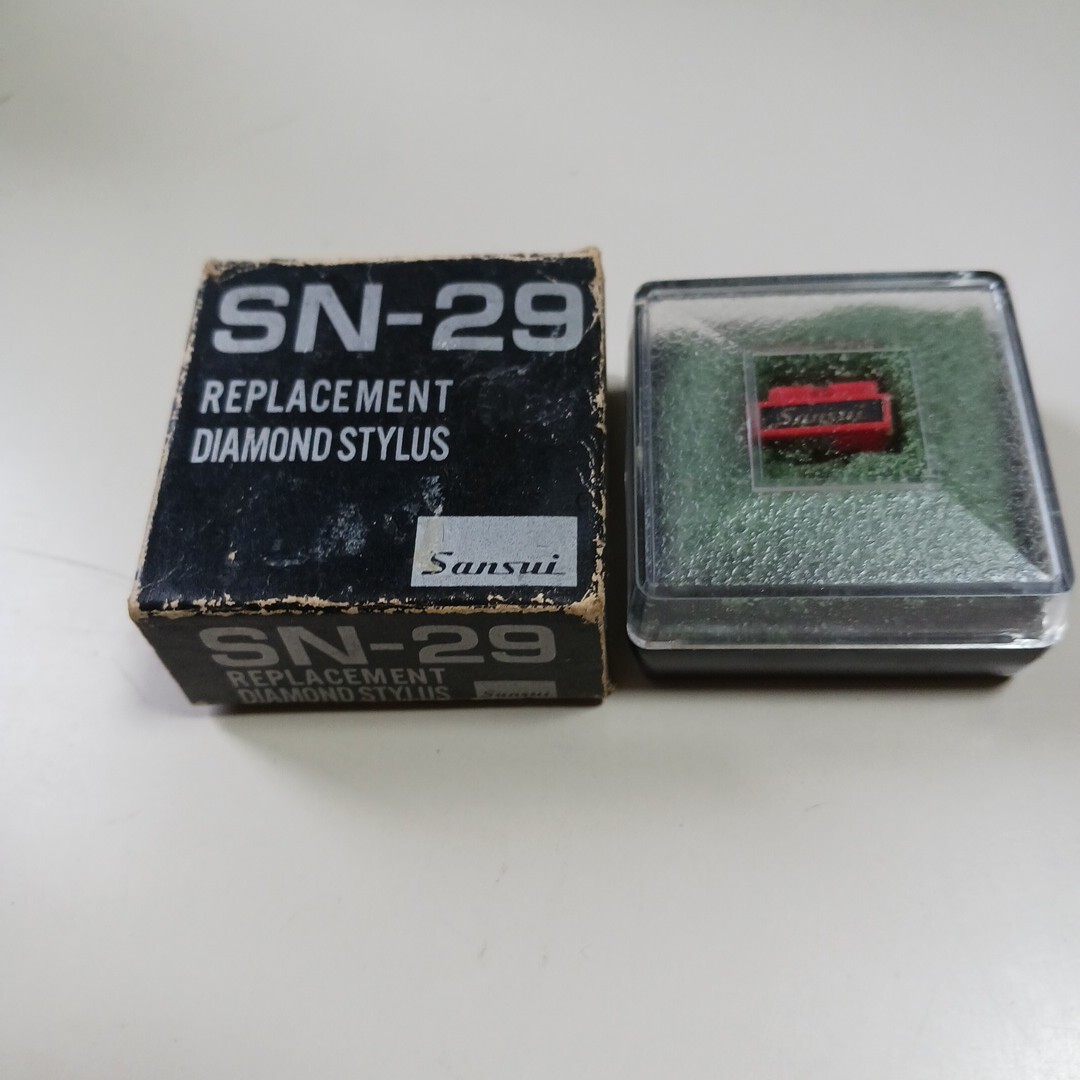 SN-29
REPLACEMENT
DIAMOND STYLUS
Sansui
SN-29
REPLACEMENT
DIAMOND STYLUS
Sansui
Sansui